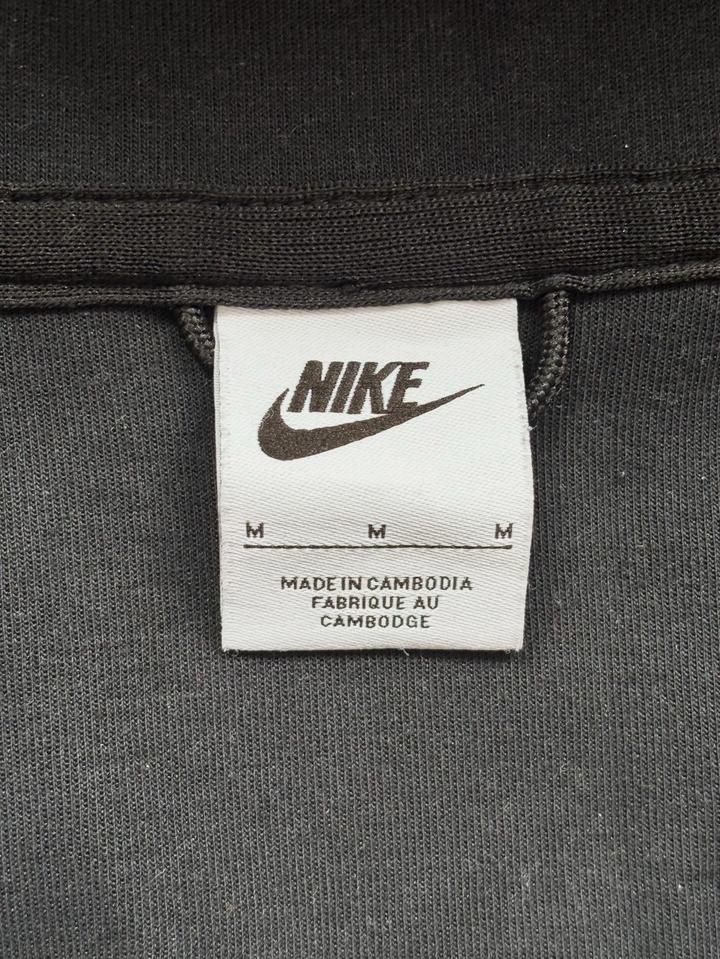 NIKE
M M M
MADE IN CAMBODIA
FABRIQUE AU
CAMBODGE